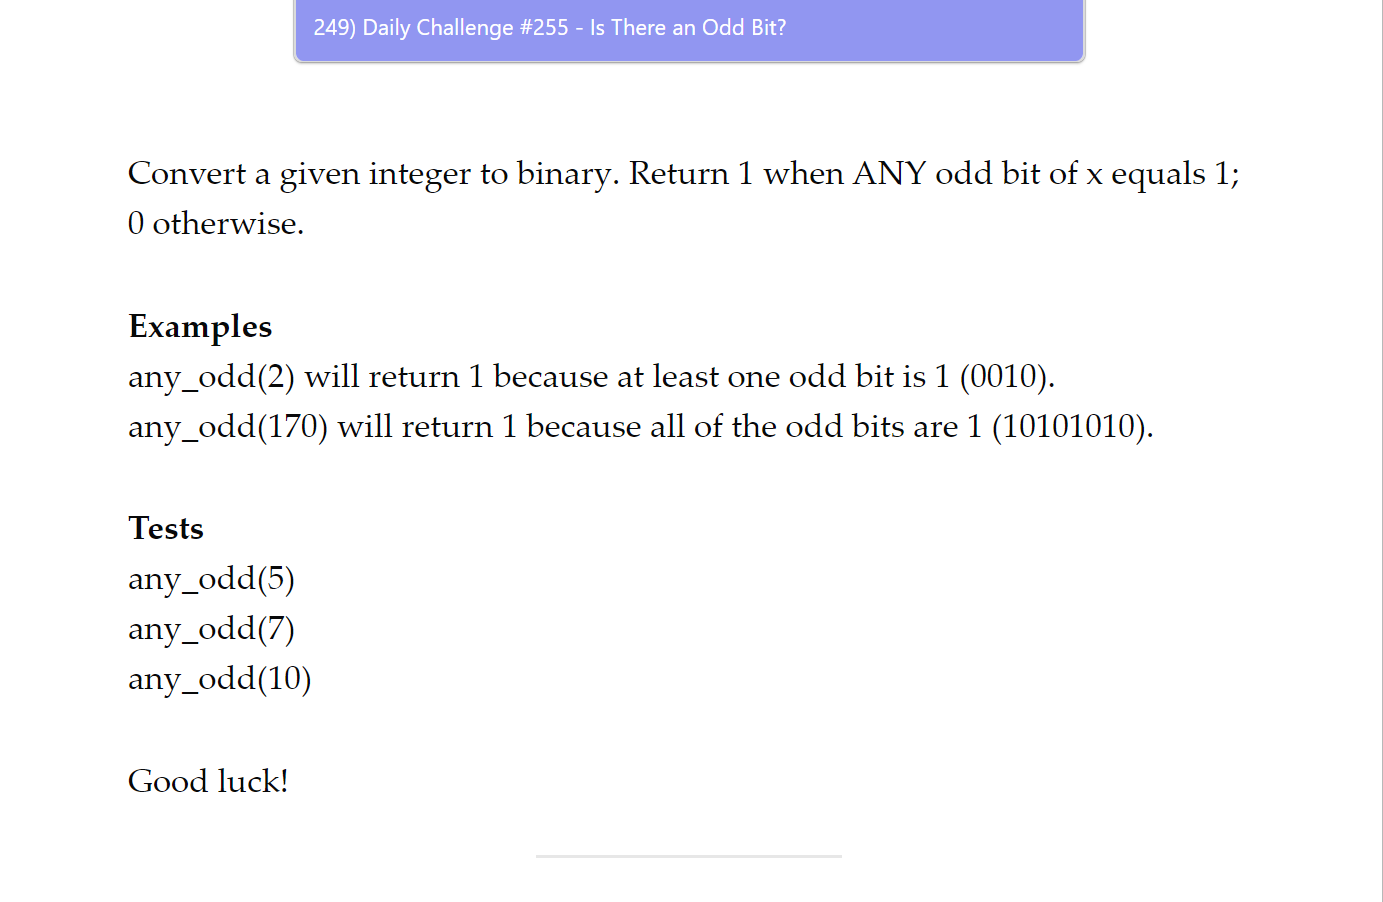 249) Daily Challenge #255 - Is There an Odd Bit?
Convert a given integer to binary. Return 1 when ANY odd bit of x equals 1;
0 otherwise.
Examples
any_odd(2) will return 1 because at least one odd bit is 1 (0010).
any_odd(170) will return 1 because all of the odd bits are 1 (10101010).
Tests
any_odd(5)
any_odd(7)
any_odd(10)
Good luck!